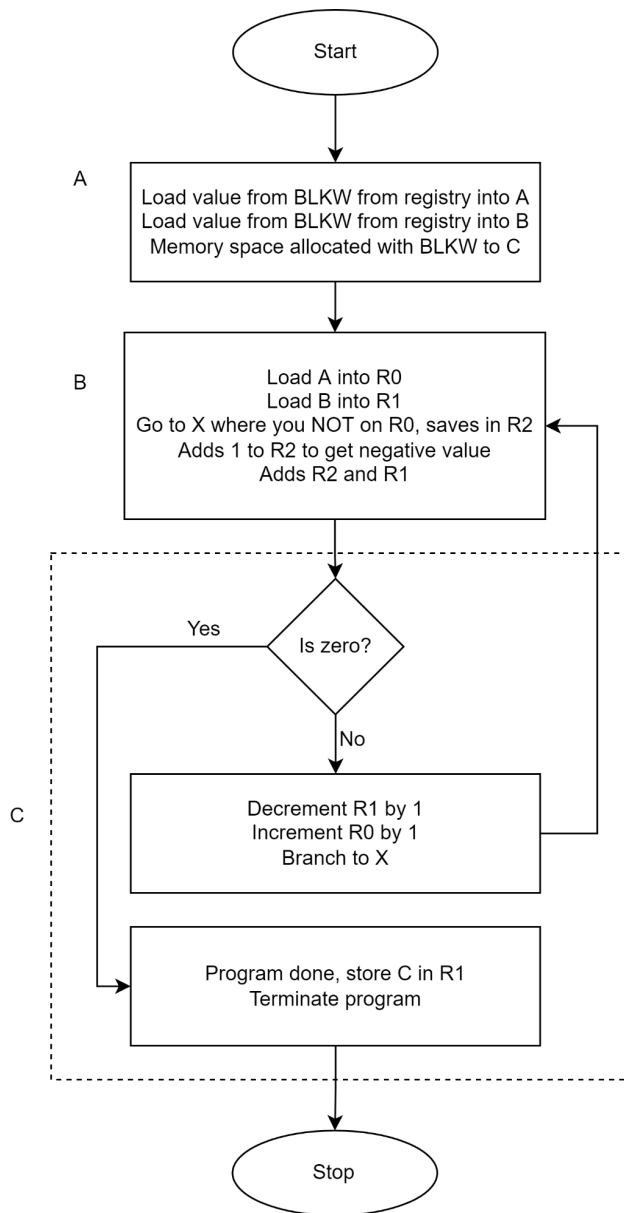 Start
A
Load value from BLKW from registry into A
Load value from BLKW from registry into B
Memory space allocated with BLKW to C
B
Load A into R0
Load B into R1
Go to X where you NOT on R0, saves in R2
Adds 1 to R2 to get negative value
Adds R2 and R1
Yes
Is zero?
No
C
Decrement R1 by 1
Increment R0 by 1
Branch to X
Program done, store C in R1
Terminate program
Stop